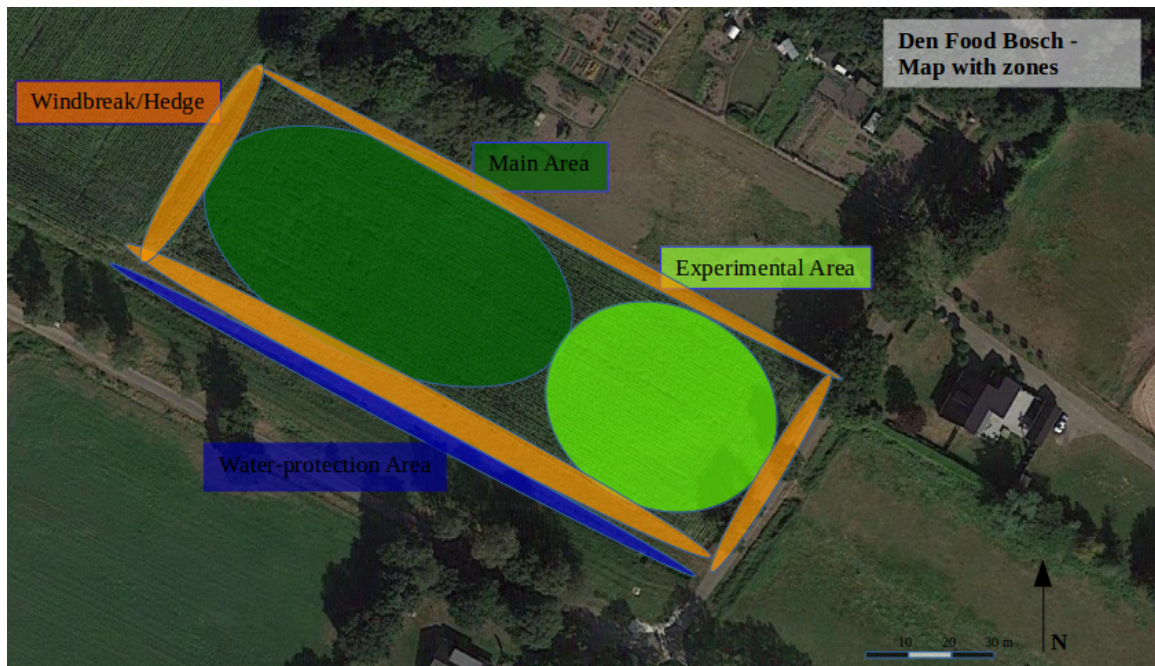 Den Food Bosch -
Map with zones
Windbreak/Hedge
Main Area
Experimental Area
Water-protection Area
10 20 30 m
N